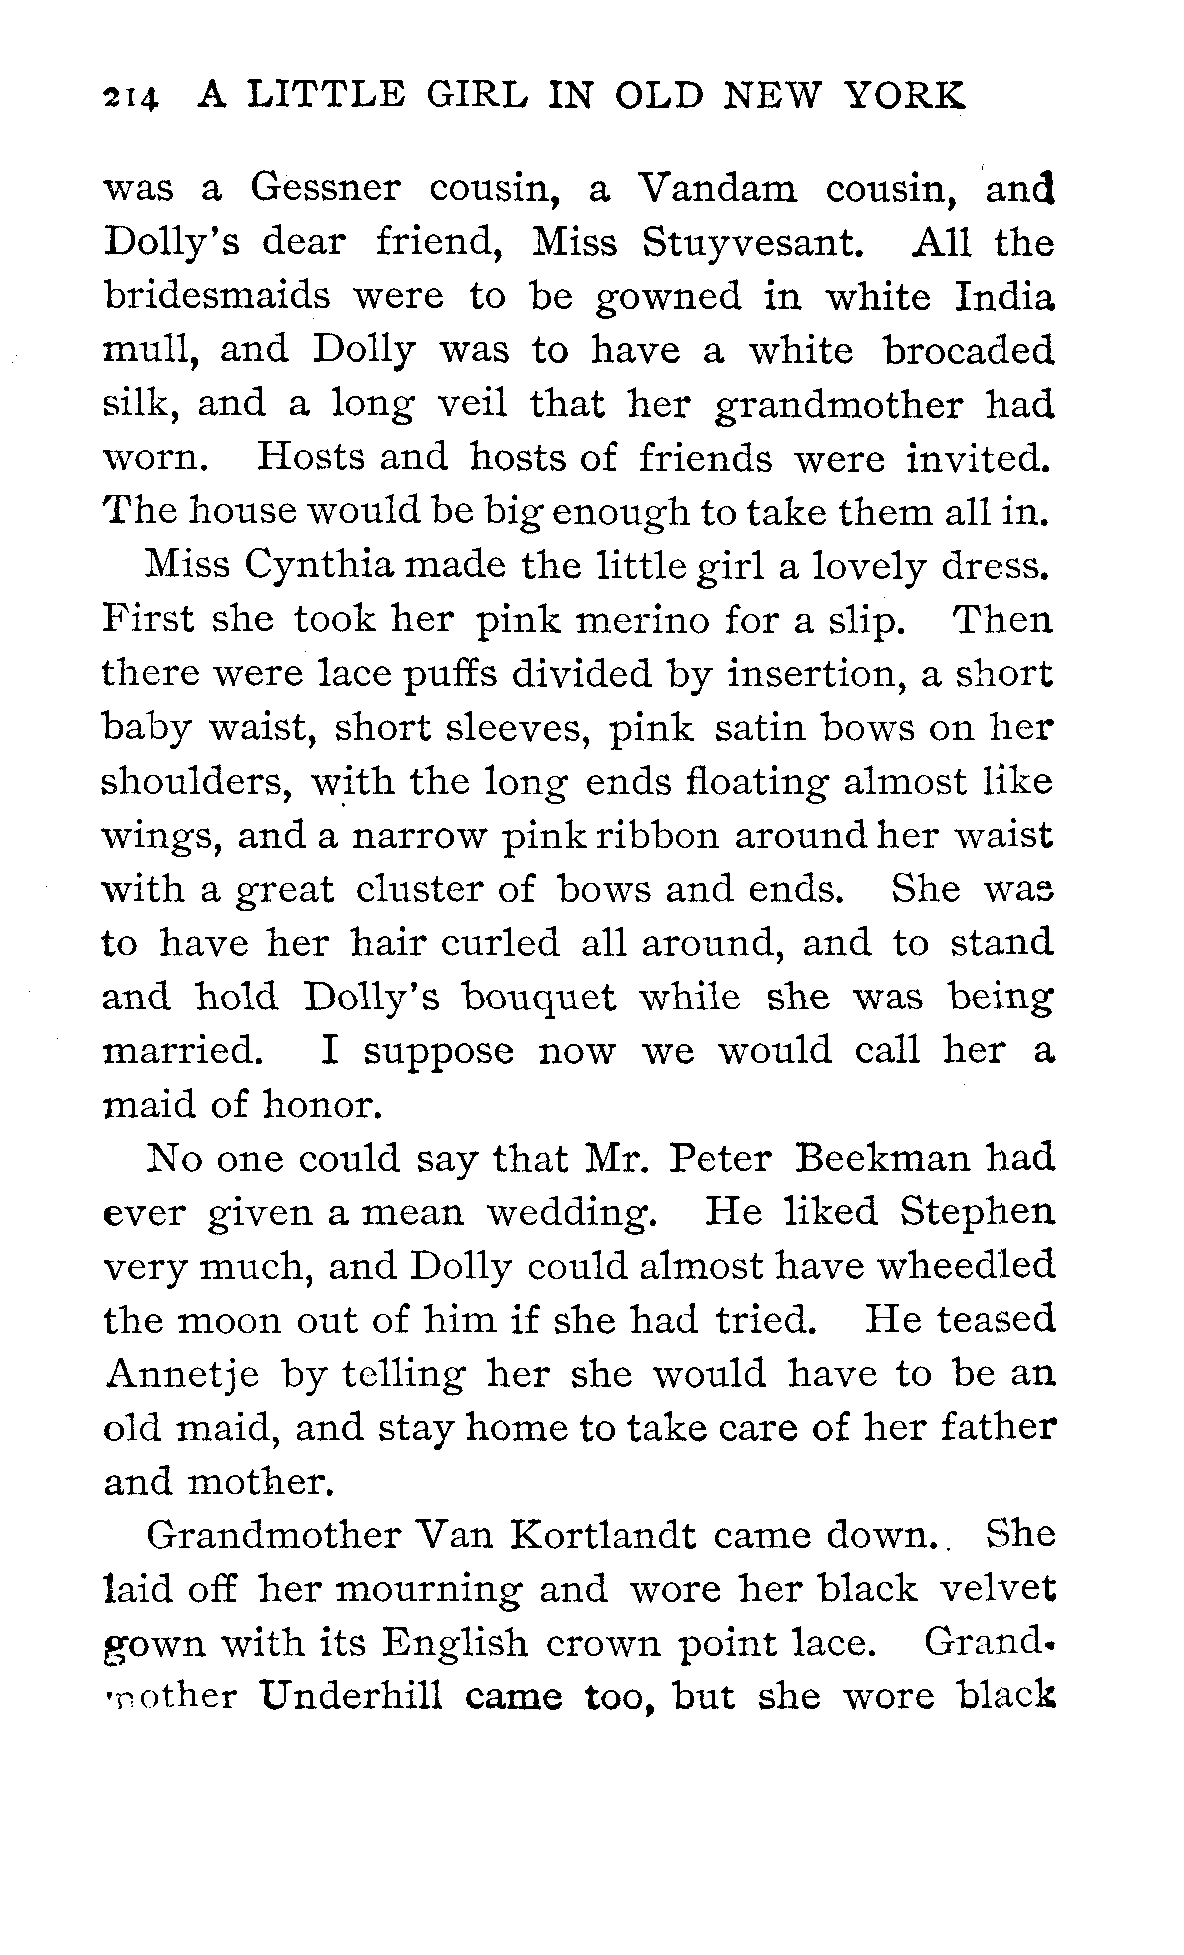 214 A LITTLE GIRL IN OLD NEW YORK
was a Gessner cousin, a Vandam cousin, and
Dolly's dear friend, Miss Stuyvesant. All the
bridesmaids were to be gowned in white India
mull, and Dolly was to have a white brocaded
silk, and a long veil that her grandmother had
worn. Hosts and hosts of friends were invited.
The house would be big enough to take them all in.
Miss Cynthia made the little girl a lovely dress.
First she took her pink merino for a slip. Then
there were lace puffs divided by insertion, a short
baby waist, short sleeves, pink satin bows on her
shoulders, with the long ends floating almost like
wings, and a narrow pink ribbon around her waist
with a great cluster of bows and ends. She was
to have her hair curled all around, and to stand
and hold Dolly's bouquet while she was being
married. I suppose now we would call her a
maid of honor.
No one could say that Mr. Peter Beekman had
ever given a mean wedding. He liked Stephen
very much, and Dolly could almost have wheedled
the moon out of him if she had tried. He teased
Annetje by telling her she would have to be an
old maid, and stay home to take care of her father
and mother.
Grandmother Van Kortlandt came down. She
laid off her mourning and wore her black velvet
gown with its English crown point lace. Grand-
mother Underhill came too, but she wore black